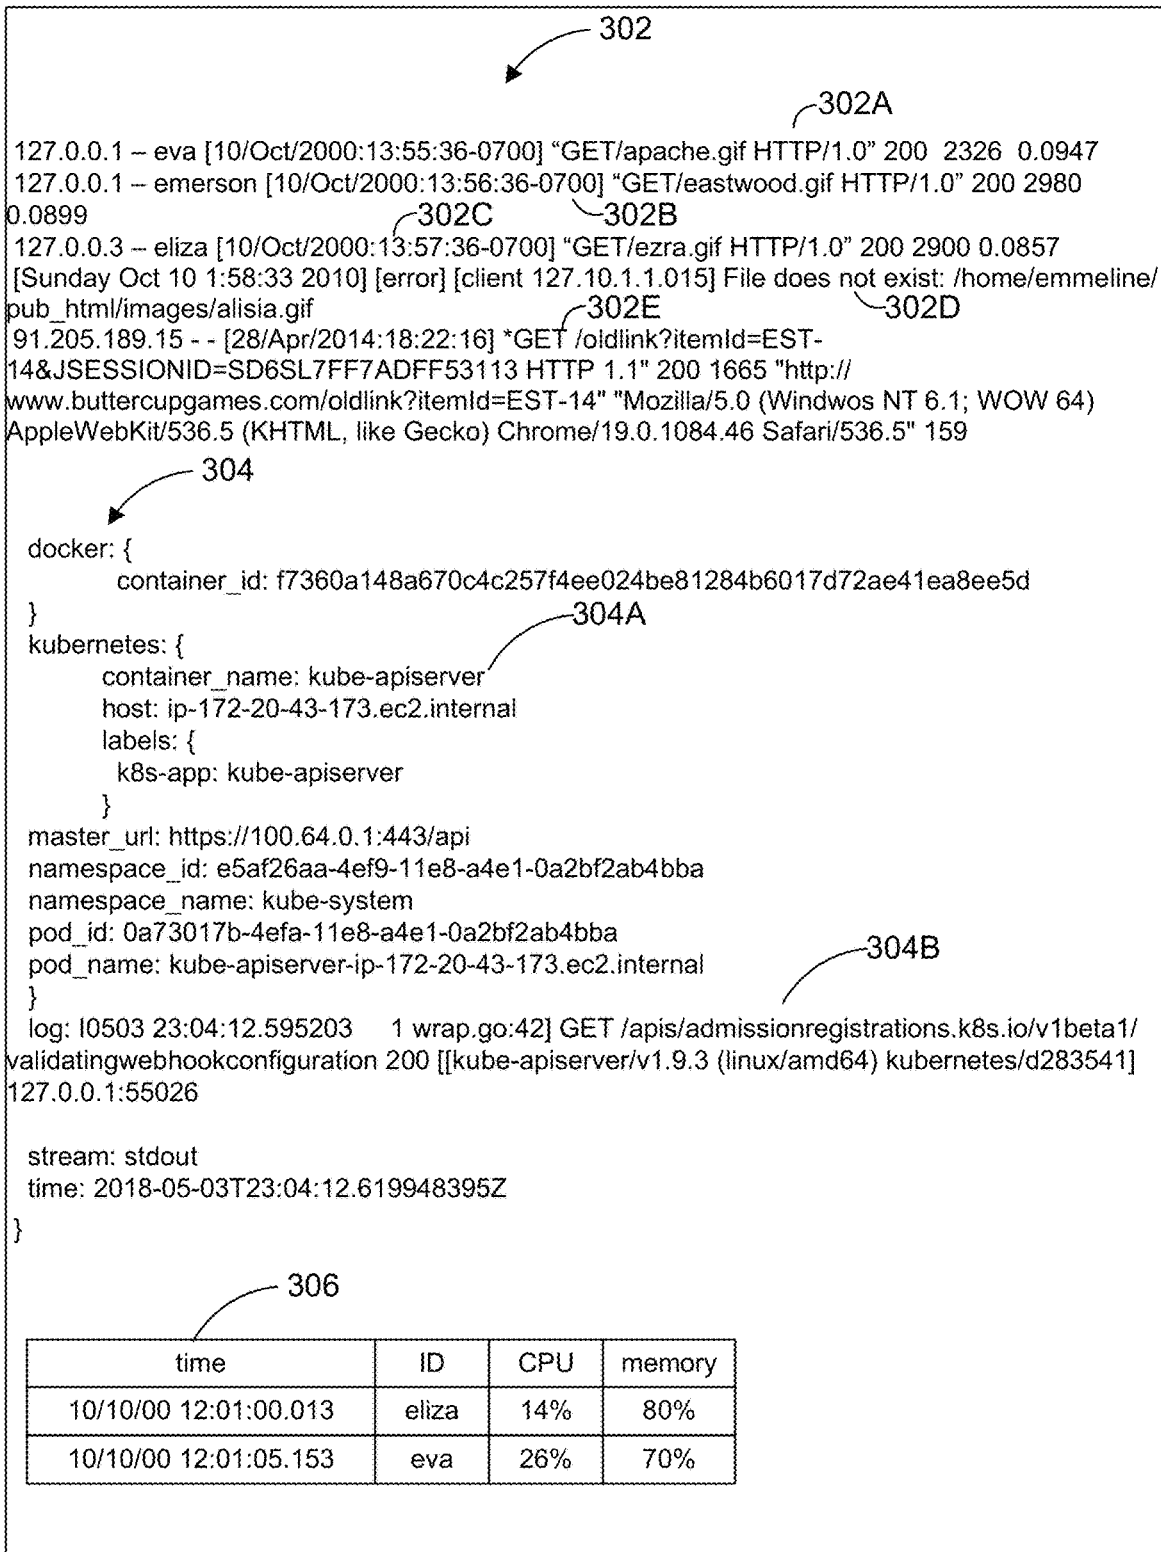 302
302A
127.0.0.1 – eva [10/Oct/2000:13:55:36-0700] “GET/apache.gif HTTP/1.0” 200 2326 0.0947
127.0.0.1 – emerson [10/Oct/2000:13:56:36-0700] “GET/eastwood.gif HTTP/1.0” 200 2980
0.0899
302C
302B
127.0.0.3 – eliza [10/Oct/2000:13:57:36-0700] “GET/ezra.gif HTTP/1.0” 200 2900 0.0857
[Sunday Oct 10 1:58:33 2010] [error] [client 127.10.1.1.015] File does not exist: /home/emmeline/
pub_html/images/alisia.gif
302E
302D
91.205.189.15 - - [28/Apr/2014:18:22:16] *GET /oldlink?itemId=EST-
14&JSESSIONID=SD6SL7FF7ADFF53113 HTTP 1.1" 200 1665 "http://
www.buttercupgames.com/oldlink?itemId=EST-14" "Mozilla/5.0 (Windwos NT 6.1; WOW 64)
AppleWebKit/536.5 (KHTML, like Gecko) Chrome/19.0.1084.46 Safari/536.5" 159
304
docker: {
container_id: f7360a148a670c4c257f4ee024be81284b6017d72ae41ea8ee5d
}
304A
kubernetes: {
container_name: kube-apiserver
host: ip-172-20-43-173.ec2.internal
labels: {
k8s-app: kube-apiserver
}
master_url: https://100.64.0.1:443/api
namespace_id: e5af26aa-4ef9-11e8-a4e1-0a2bf2ab4bba
namespace_name: kube-system
pod_id: 0a73017b-4efa-11e8-a4e1-0a2bf2ab4bba
304B
pod_name: kube-apiserver-ip-172-20-43-173.ec2.internal
}
log: I0503 23:04:12.595203 1 wrap.go:42] GET /apis/admissionregistrations.k8s.io/v1beta1/
validatingwebhookconfiguration 200 [[kube-apiserver/v1.9.3 (linux/amd64) kubernetes/d283541]
127.0.0.1:55026
stream: stdout
time: 2018-05-03T23:04:12.619948395Z
}
306
time ID CPU memory
10/10/00 12:01:00.013 eliza 14% 80%
10/10/00 12:01:05.153 eva 26% 70%